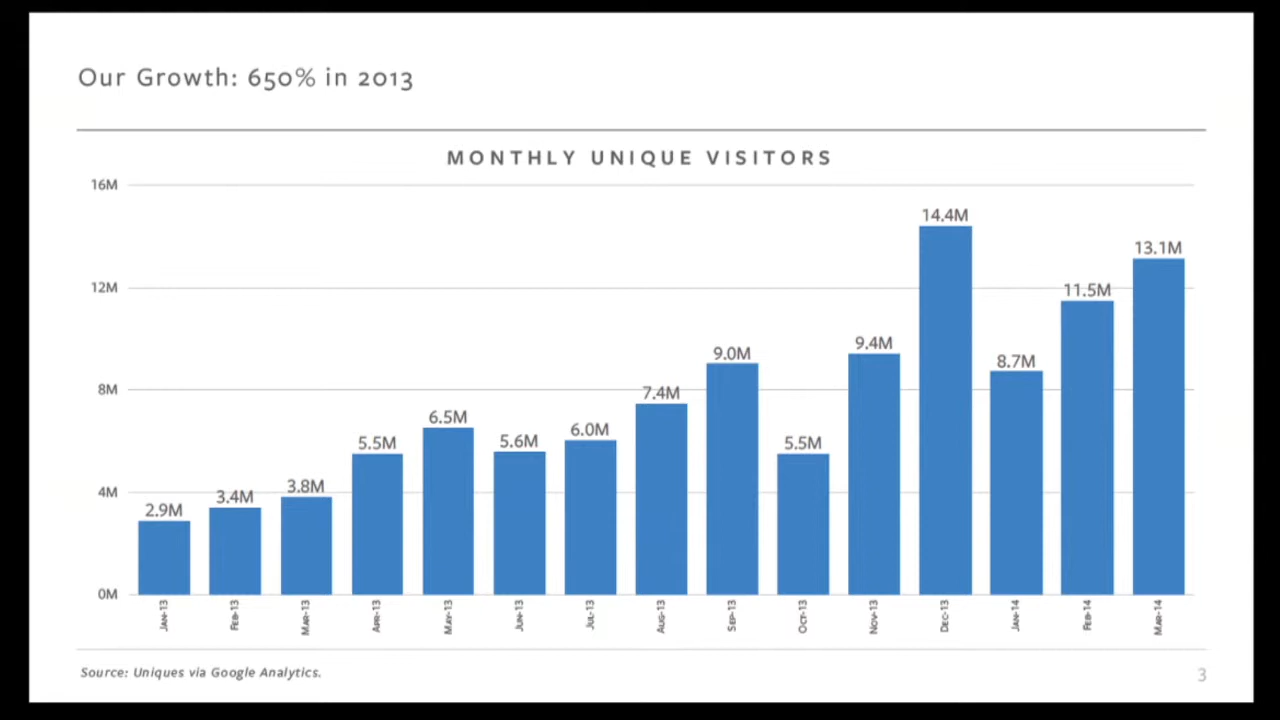 Our Growth: 650% in 2013
MONTHLY UNIQUE VISITORS
16M
12M
8M
4M
0M
2.9M
3.4M
3.8M
5.5M
6.5M
5.6M
6.0M
7.4M
9.0M
5.5M
9.4M
14.4M
8.7M
11.5M
13.1M
Jan-13
Feb-13
Mar-13
Apr-13
May-13
Jun-13
Jul-13
Aug-13
Sep-13
Oct-13
Nov-13
Dec-13
Jan-14
Feb-14
Mar-14
Source: Uniques via Google Analytics.
3